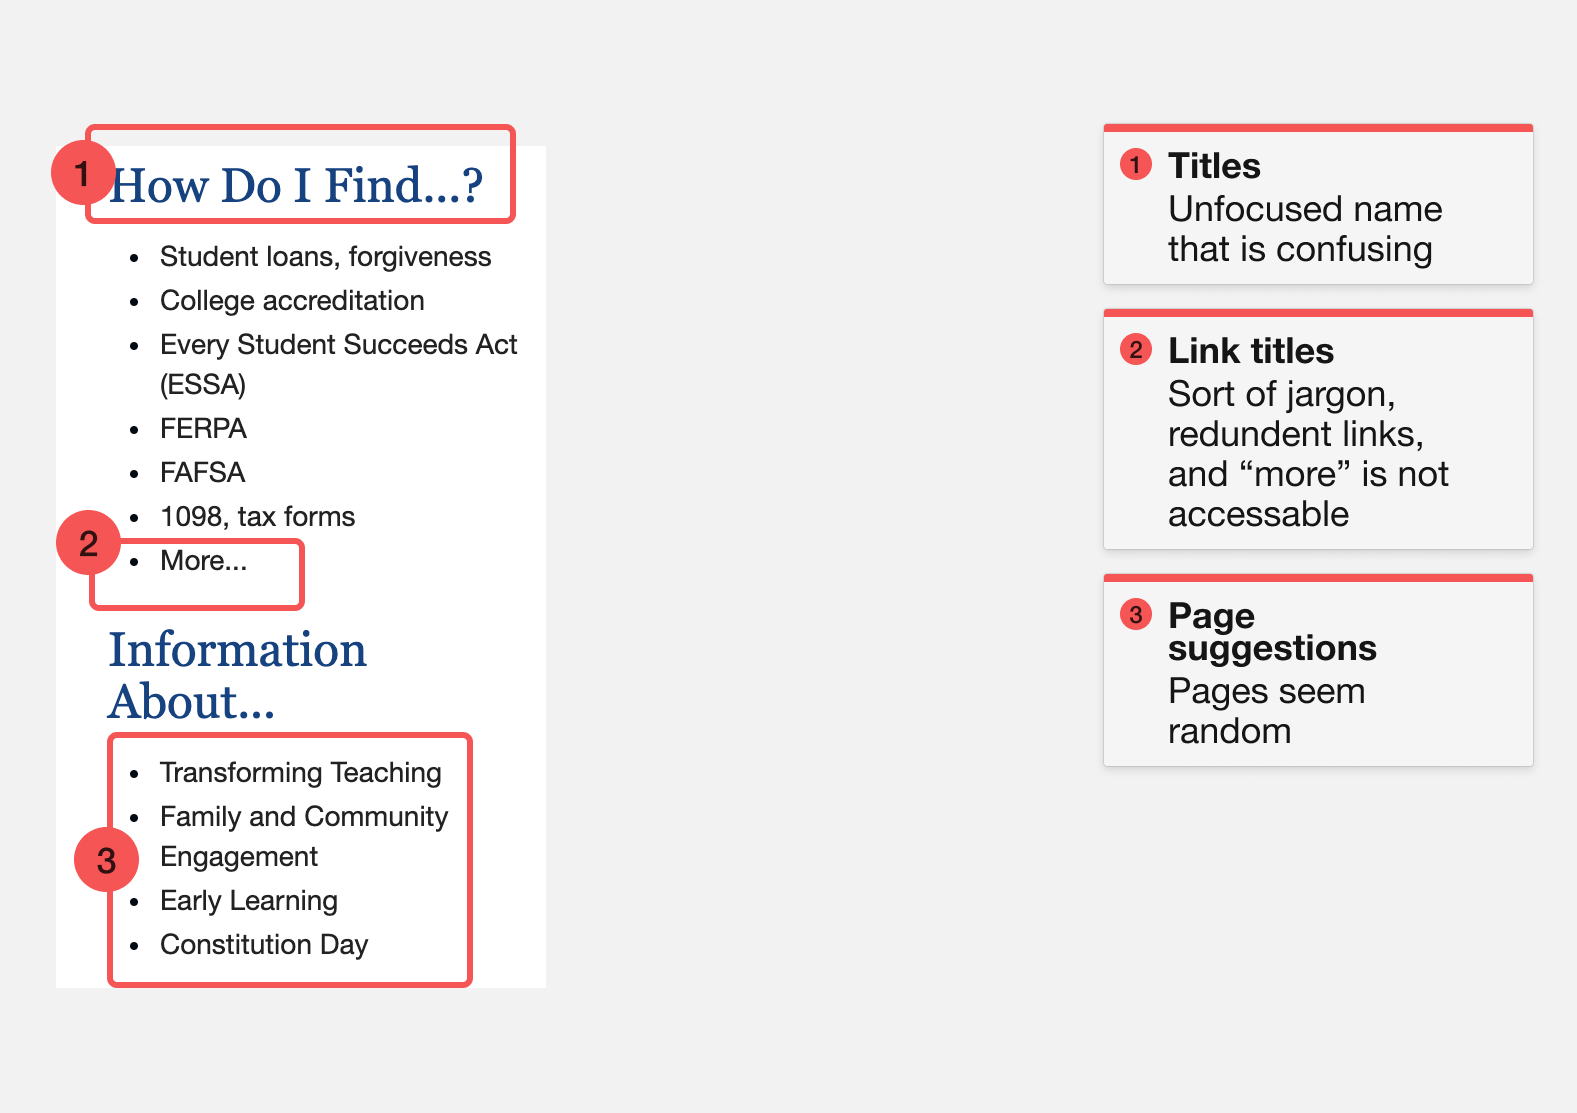 1
How Do I Find...?
• Student loans, forgiveness
• College accreditation
• Every Student Succeeds Act
(ESSA)
• FERPA
• FAFSA
• 1098, tax forms
2
• More...
Information
About...
• Transforming Teaching
• Family and Community
Engagement
3
• Early Learning
• Constitution Day
1 Titles
Unfocused name
that is confusing
2 Link titles
Sort of jargon,
redundent links,
and “more” is not
accessable
3 Page
suggestions
Pages seem
random